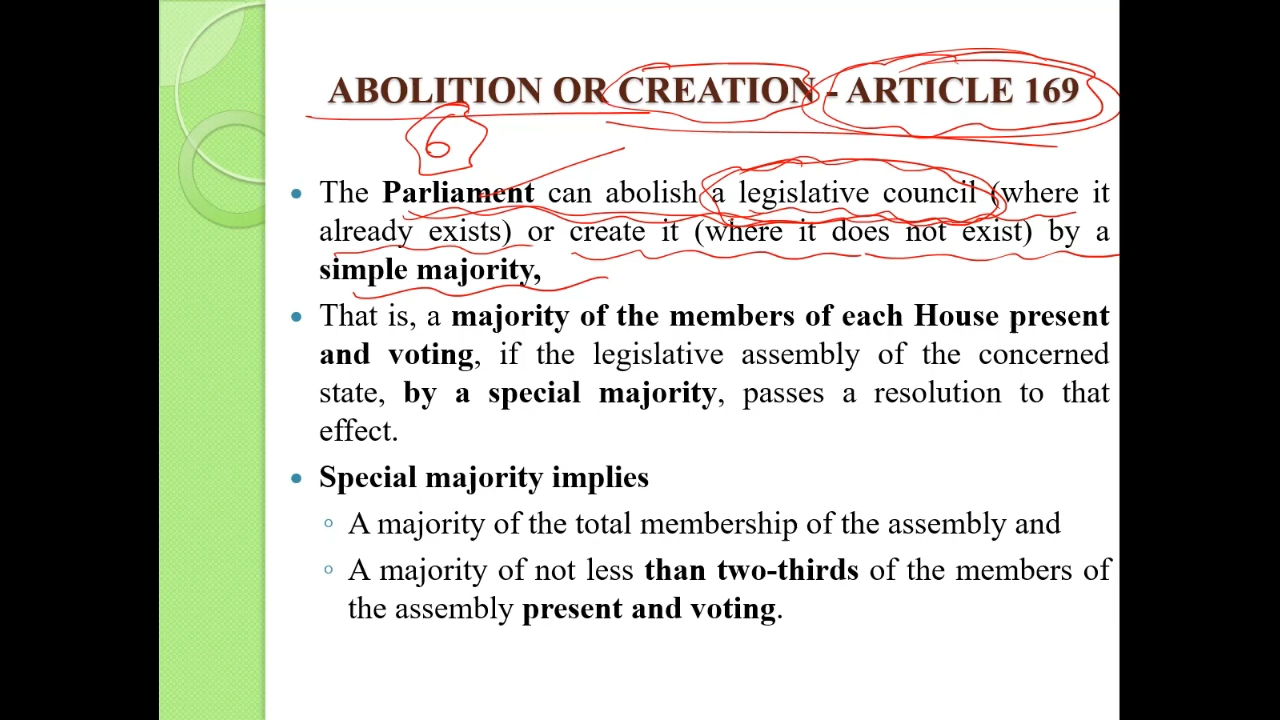 ABOLITION OR CREATION - ARTICLE 169
6
• The Parliament can abolish a legislative council (where it
already exists) or create it (where it does not exist) by a
simple majority,
• That is, a majority of the members of each House present
and voting, if the legislative assembly of the concerned
state, by a special majority, passes a resolution to that
effect.
• Special majority implies
◦ A majority of the total membership of the assembly and
◦ A majority of not less than two-thirds of the members of
the assembly present and voting.